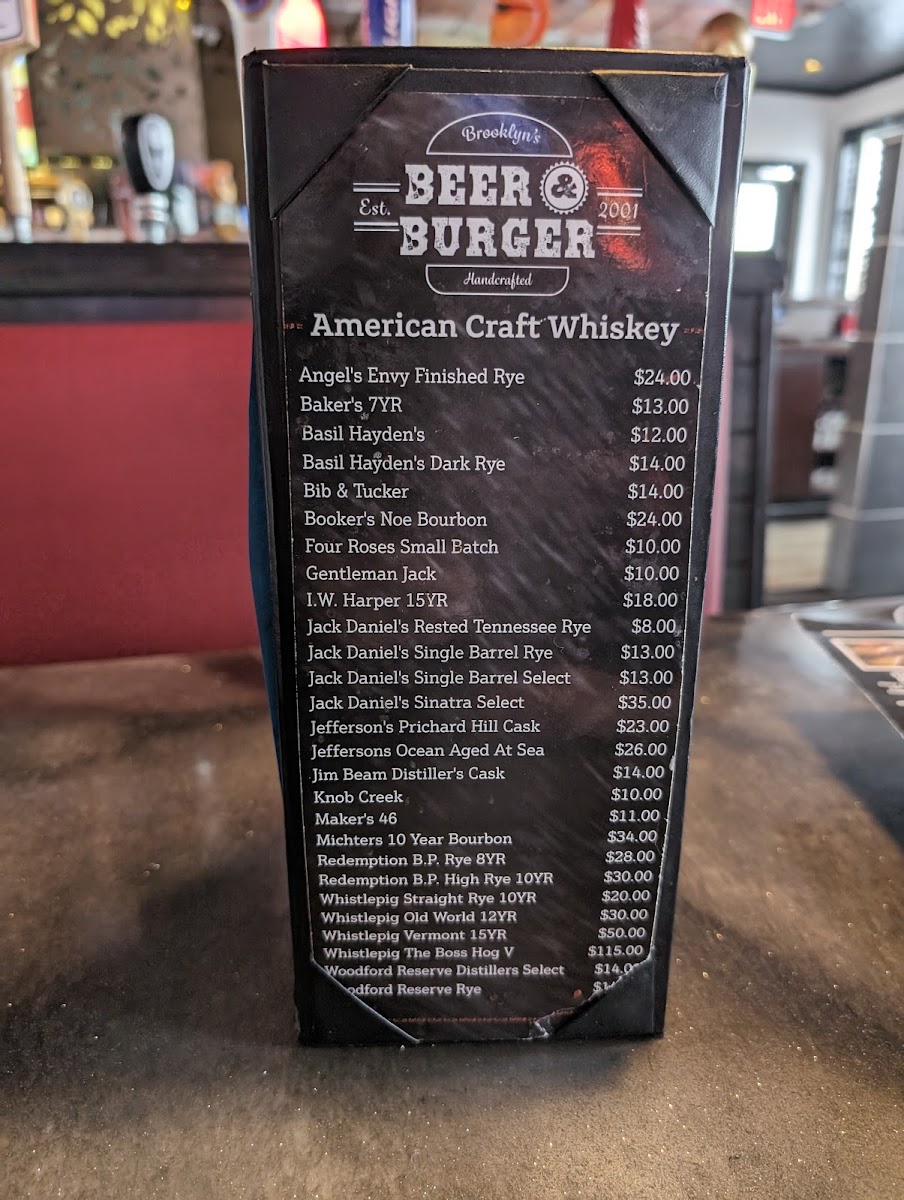 Brooklyn's
BEER &
Est. 2001
BURGER
Handcrafted
American Craft Whiskey
Angel's Envy Finished Rye $24.00
Baker's 7YR $13.00
Basil Hayden's $12.00
Basil Hayden's Dark Rye $14.00
Bib & Tucker $14.00
Booker's Noe Bourbon $24.00
Four Roses Small Batch $10.00
Gentleman Jack $10.00
I.W. Harper 15YR $18.00
Jack Daniel's Rested Tennessee Rye $8.00
Jack Daniel's Single Barrel Rye $13.00
Jack Daniel's Single Barrel Select $13.00
Jack Daniel's Sinatra Select $35.00
Jefferson's Prichard Hill Cask $23.00
Jeffersons Ocean Aged At Sea $26.00
Jim Beam Distiller's Cask $14.00
Knob Creek $10.00
Maker's 46 $11.00
Michters 10 Year Bourbon $34.00
Redemption B.P. Rye 8YR $28.00
Redemption B.P. High Rye 10YR $30.00
Whistlepig Straight Rye 10YR $20.00
Whistlepig Old World 12YR $30.00
Whistlepig Vermont 15YR $50.00
Whistlepig The Boss Hog V $115.00
Woodford Reserve Distillers Select $14.0
odford Reserve Rye